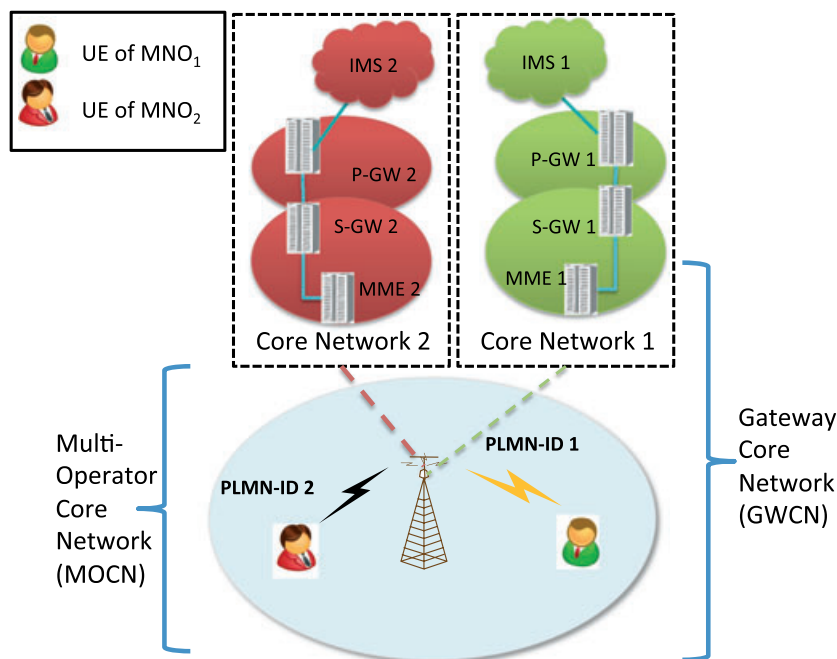 UE of MNO1
UE of MNO2
IMS 2
P-GW 2
S-GW 2
MME 2
Core Network 2
IMS 1
P-GW 1
S-GW 1
MME 1
Core Network 1
Multi-
Operator
Core
Network
(MOCN)
PLMN-ID 2
PLMN-ID 1
Gateway
Core
Network
(GWCN)